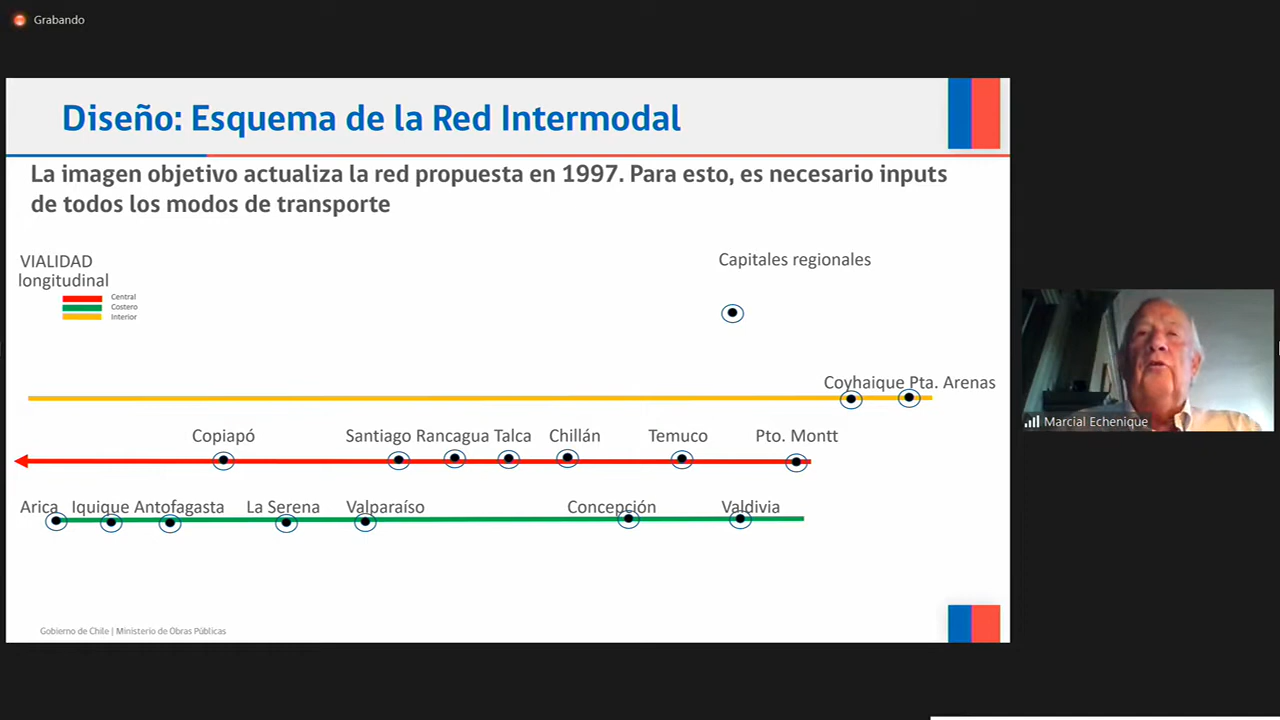 Grabando
Diseño: Esquema de la Red Intermodal
La imagen objetivo actualiza la red propuesta en 1997. Para esto, es necesario inputs
de todos los modos de transporte
VIALIDAD
longitudinal
Central
Costero
Interior
Capitales regionales
Coyhaique Pta. Arenas
Copiapó Santiago Rancagua Talca Chillán Temuco Pto. Montt
Arica Iquique Antofagasta La Serena Valparaíso Concepción Valdivia
Gobierno de Chile | Ministerio de Obras Públicas
Marcial Echenique